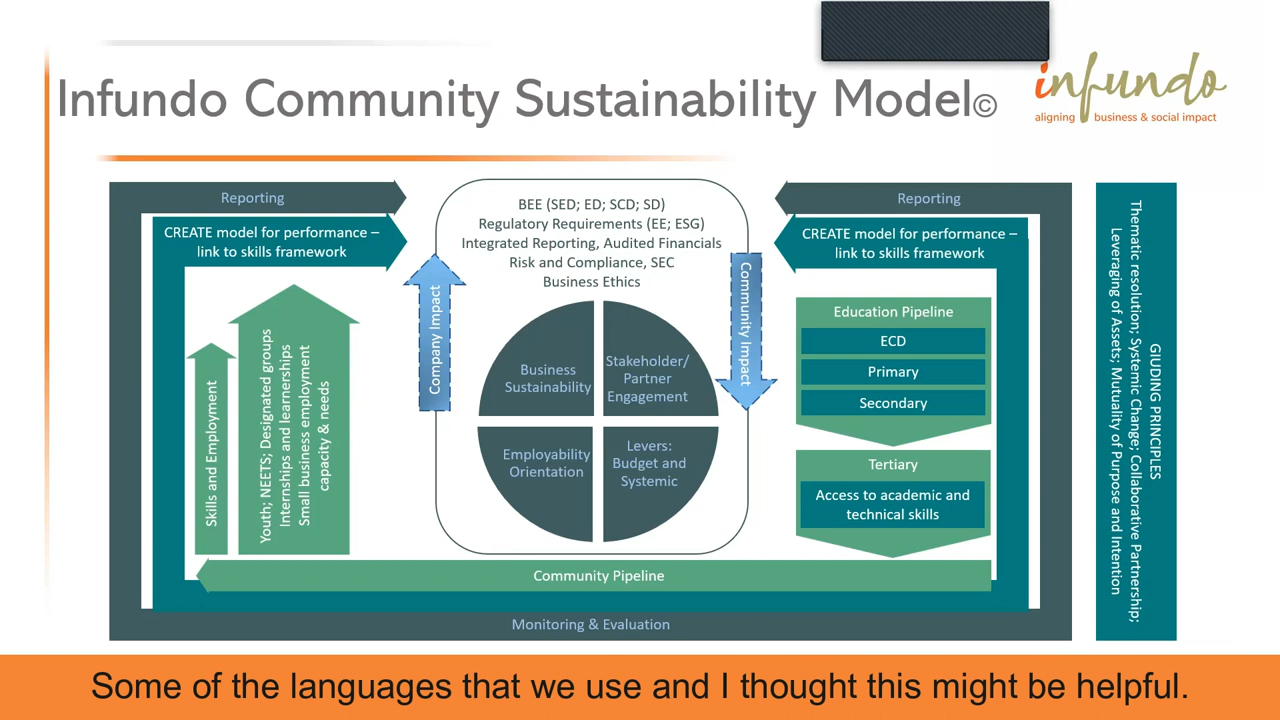 Infundo Community Sustainability Model©
infundo
aligning business & social impact
Reporting
CREATE model for performance –
link to skills framework
Skills and Employment
Youth; NEETS; Designated groups
Internships and learnerships
Small business employment
capacity & needs
Company Impact
BEE (SED; ED; SCD; SD)
Regulatory Requirements (EE; ESG)
Integrated Reporting, Audited Financials
Risk and Compliance, SEC
Business Ethics
Business
Sustainability
Stakeholder/
Partner
Engagement
Employability
Orientation
Levers:
Budget and
Systemic
Community Impact
Reporting
CREATE model for performance –
link to skills framework
Education Pipeline
ECD
Primary
Secondary
Tertiary
Access to academic and
technical skills
Community Pipeline
Monitoring & Evaluation
GIUDING PRINCIPLES
Thematic resolution; Systemic Change; Collaborative Partnership;
Leveraging of Assets; Mutuality of Purpose and Intention
Some of the languages that we use and I thought this might be helpful.